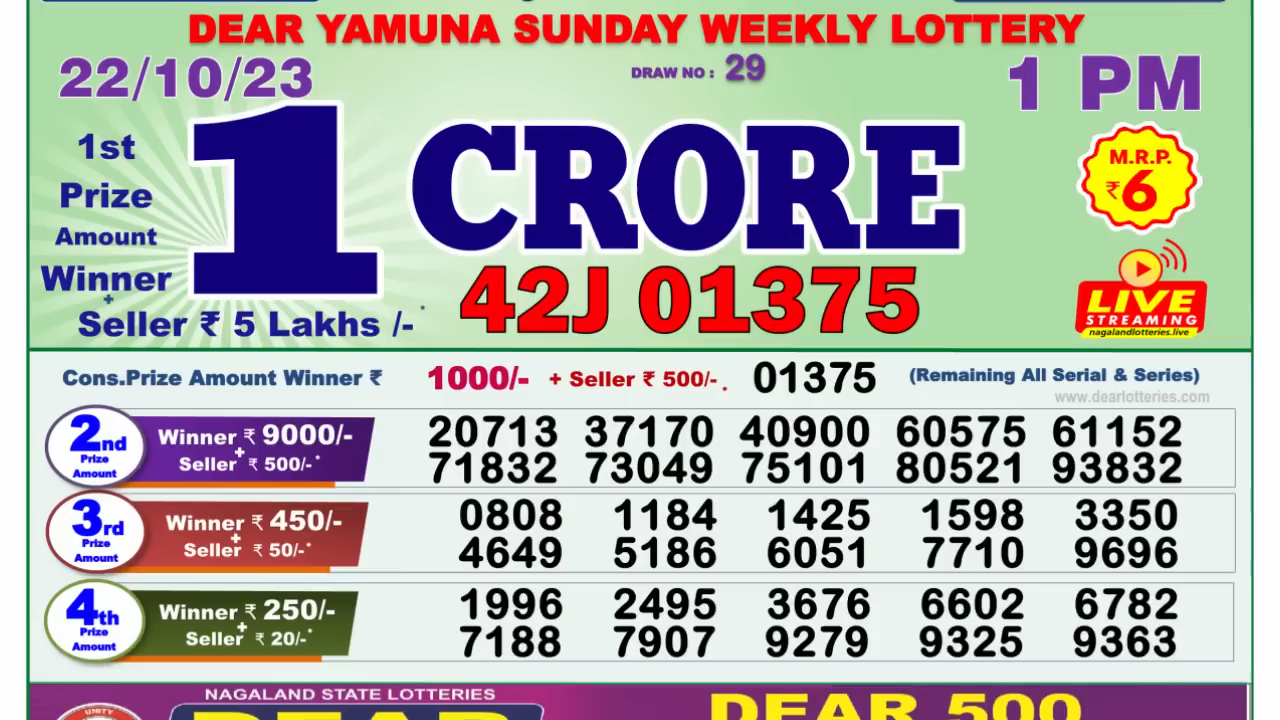 DEAR YAMUNA SUNDAY WEEKLY LOTTERY
22/10/23
DRAW NO : 29
1 PM
1st
Prize
Amount
Winner
+
Seller ₹ 5 Lakhs /-
1 CRORE
42J 01375
M.R.P.
₹6
LIVE
STREAMING
nagalandlotteries.live
Cons.Prize Amount Winner ₹ 1000/- + Seller ₹ 500/-. 01375 (Remaining All Serial & Series)
www.dearlotteries.com
2nd
Prize
Amount
Winner ₹ 9000/-
+
Seller ₹ 500/-*
20713 37170 40900 60575 61152
71832 73049 75101 80521 93832
3rd
Prize
Amount
Winner ₹ 450/-
+
Seller ₹ 50/-*
0808 1184 1425 1598 3350
4649 5186 6051 7710 9696
4th
Prize
Amount
Winner ₹ 250/-
+
Seller ₹ 20/-*
1996 2495 3676 6602 6782
7188 7907 9279 9325 9363
NAGALAND STATE LOTTERIES
UNITY
DEAR
DEAR 500